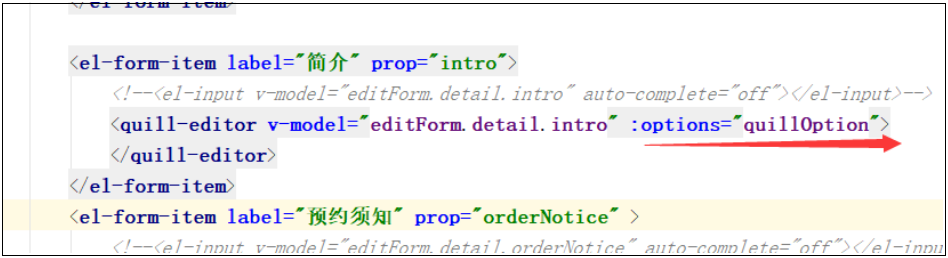 </el-form-item>
<el-form-item label="简介" prop="intro">
<!--<el-input v-model="editForm.detail.intro" auto-complete="off"></el-input>-->
<quill-editor v-model="editForm.detail.intro" :options="quillOption">
</quill-editor>
</el-form-item>
<el-form-item label="预约须知" prop="orderNotice" >
<!--<el-input v-model="editForm.detail.orderNotice" auto-complete="off"></el-inpu